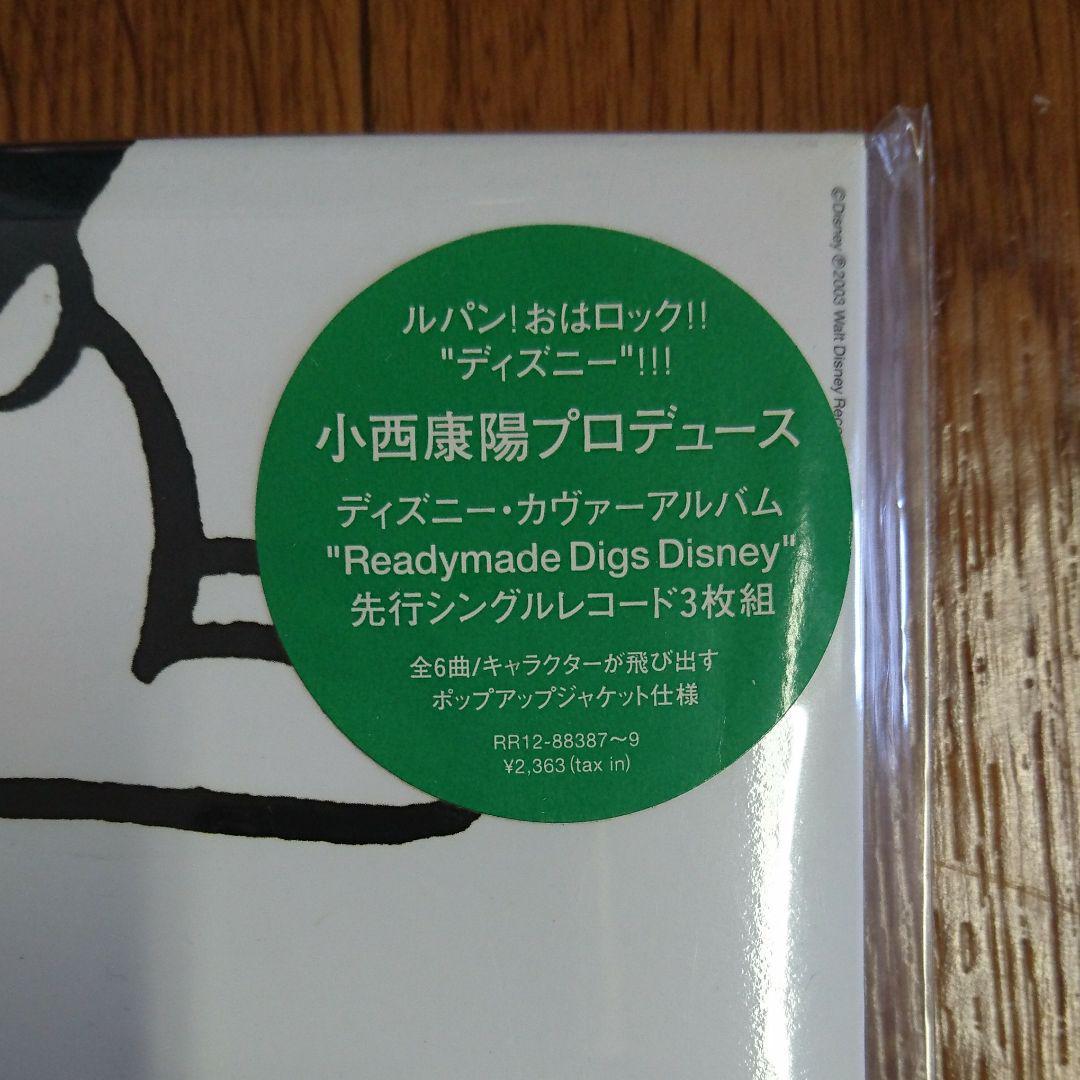 ルパン!おはロック!!
"ディズニー"!!!
小西康陽プロデュース
ディズニー・カヴァーアルバム
"Readymade Digs Disney"
先行シングルレコード3枚組
全6曲/キャラクターが飛び出す
ポップアップジャケット仕様
RR12-88387〜9
¥2,363(tax in)
©Disney ℗2003 Walt Disney